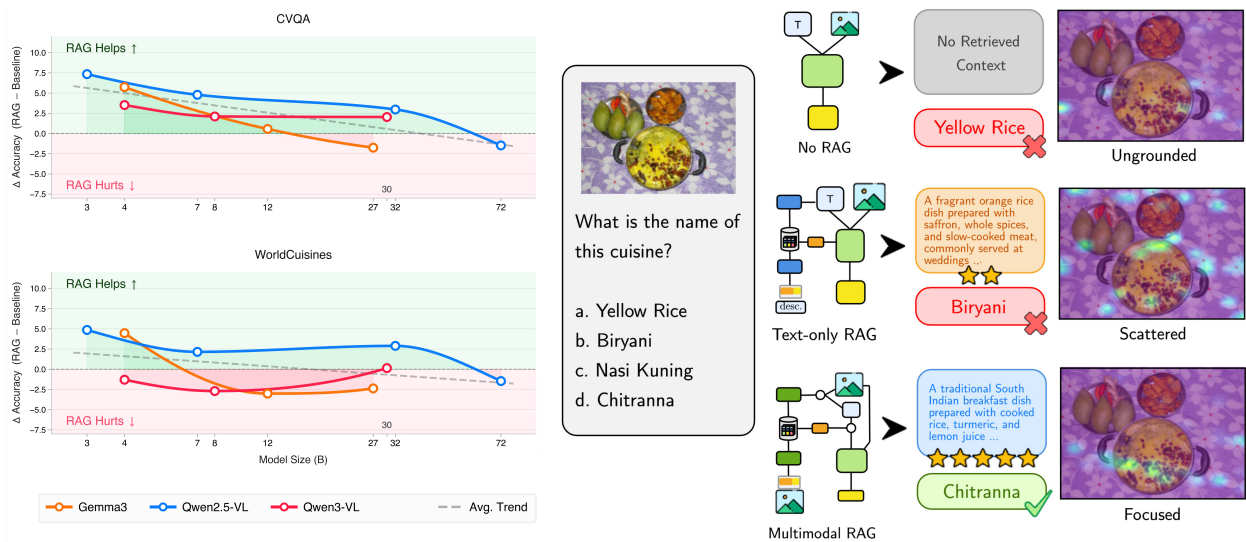 CVQA
Δ Accuracy (RAG − Baseline)
10.0
7.5
5.0
2.5
0.0
−2.5
−5.0
−7.5
RAG Helps ↑
RAG Hurts ↓
30
3
4
7
8
12
27
32
72
WorldCuisines
Δ Accuracy (RAG − Baseline)
10.0
7.5
5.0
2.5
0.0
−2.5
−5.0
−7.5
RAG Helps ↑
RAG Hurts ↓
30
3
4
7
8
12
27
32
72
Model Size (B)
Gemma3
Qwen2.5-VL
Qwen3-VL
Avg. Trend
What is the name of
this cuisine?
a. Yellow Rice
b. Biryani
c. Nasi Kuning
d. Chitranna
T
No RAG
No Retrieved
Context
Yellow Rice
Ungrounded
T
desc.
Text-only RAG
A fragrant orange rice
dish prepared with
saffron, whole spices,
and slow-cooked meat,
commonly served at
weddings ...
Biryani
Scattered
Multimodal RAG
A traditional South
Indian breakfast dish
prepared with cooked
rice, turmeric, and
lemon juice ...
Chitranna
Focused